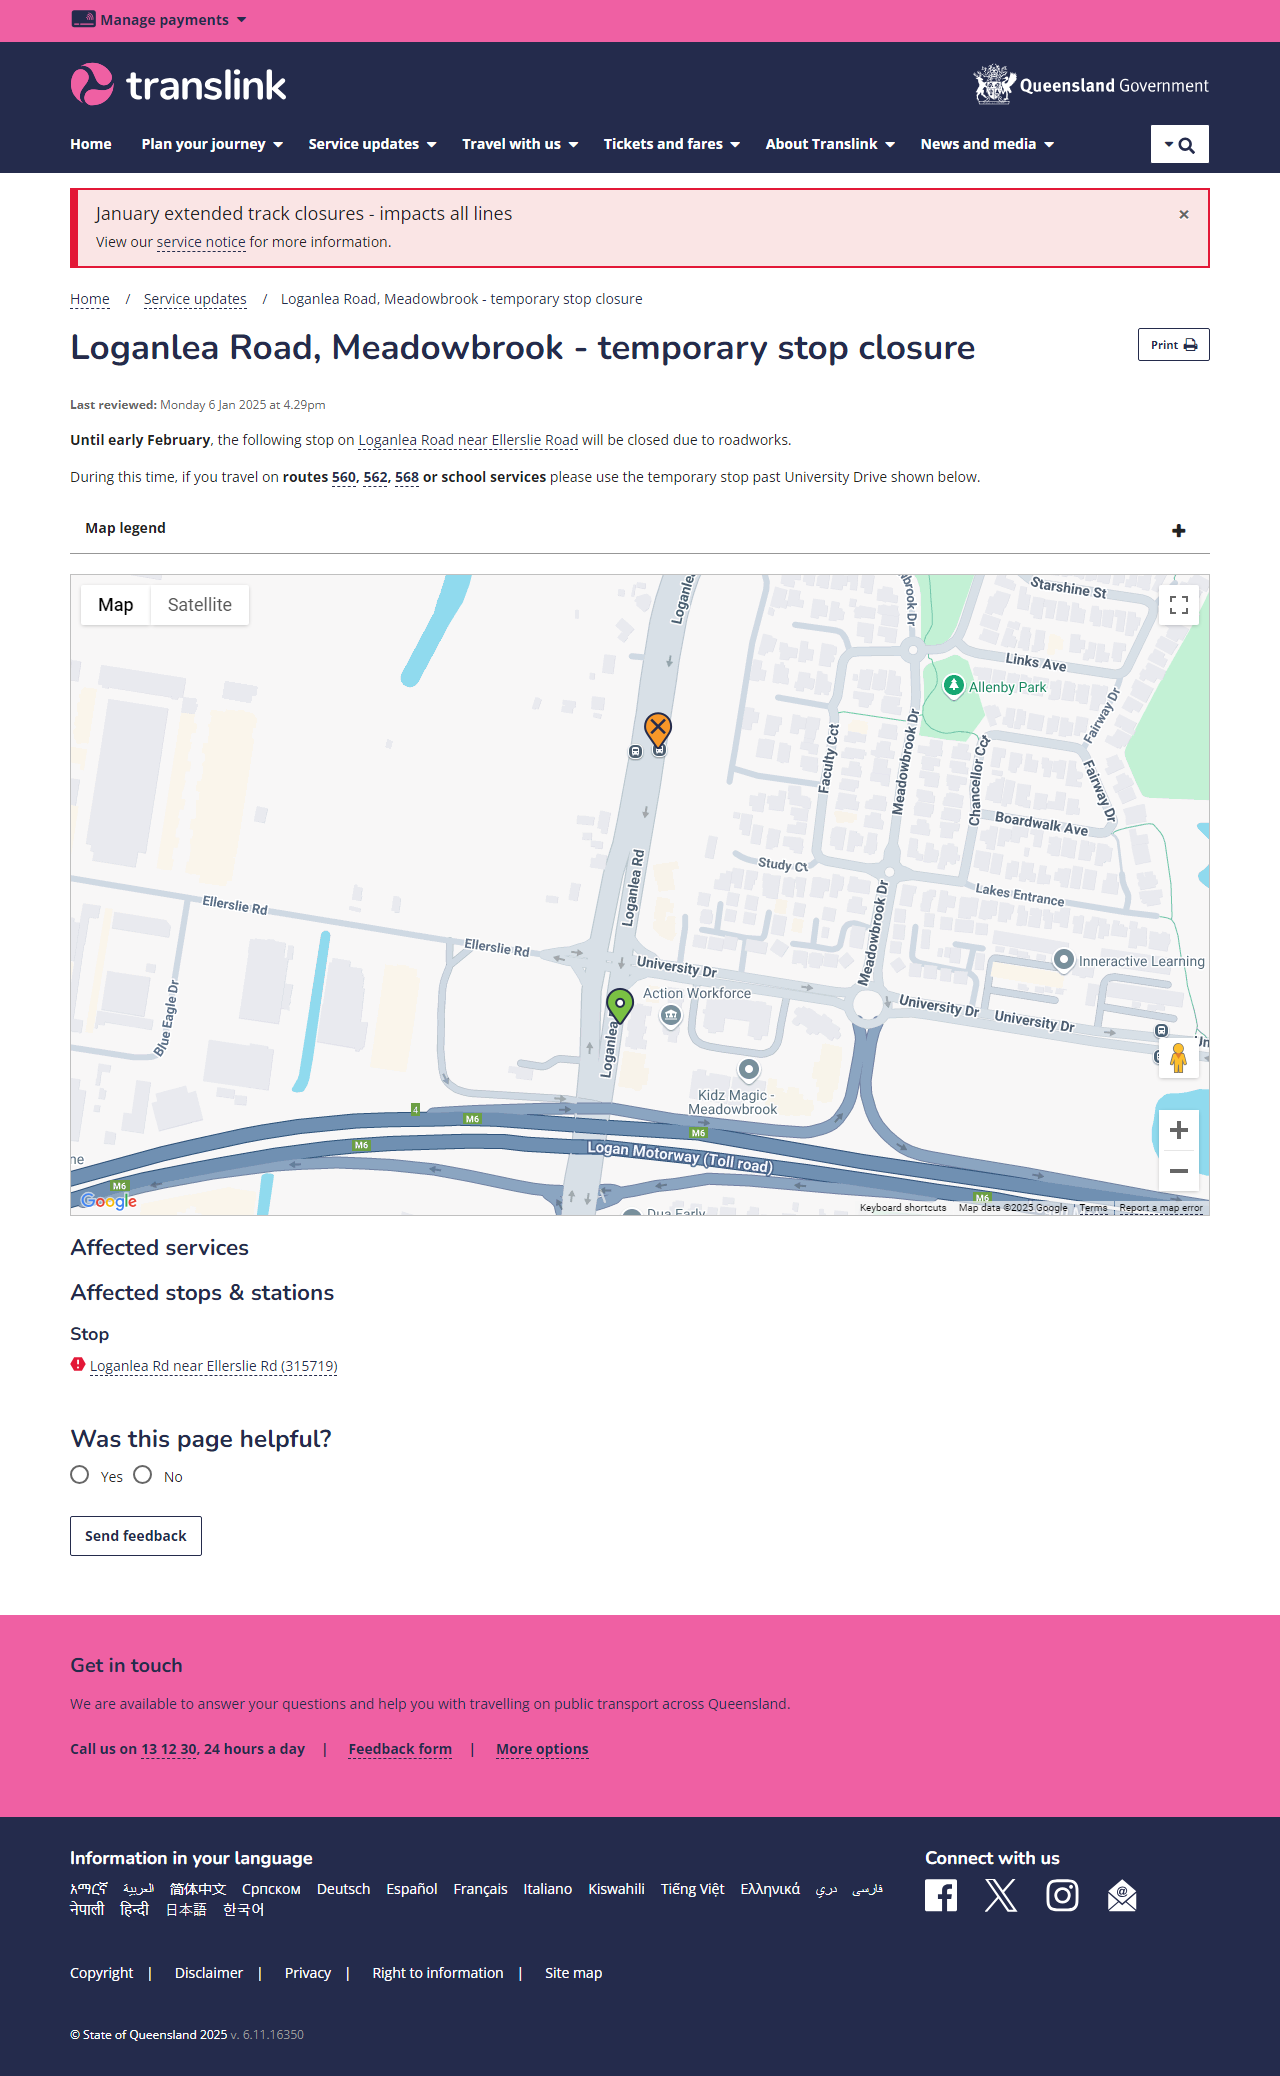 Manage payments
translink
Queensland Government
Home Plan your journey Service updates Travel with us Tickets and fares About Translink News and media
January extended track closures - impacts all lines ×
View our service notice for more information.
Home / Service updates / Loganlea Road, Meadowbrook - temporary stop closure
Loganlea Road, Meadowbrook - temporary stop closure
Print
Last reviewed: Monday 6 Jan 2025 at 4.29pm
Until early February, the following stop on Loganlea Road near Ellerslie Road will be closed due to roadworks.
During this time, if you travel on routes 560, 562, 568 or school services please use the temporary stop past University Drive shown below.
Map legend
Map Satellite
Loganlea
brook Dr
Starshine St
Links Ave
Allenby Park
Fairway Dr
Faculty Cct
Meadowbrook Dr
Chancellor Cct
Fairway Dr
Boardwalk Ave
Study Ct
Loganlea Rd
Lakes Entrance
Ellerslie Rd
Ellerslie Rd
Meadowbrook Dr
University Dr
Inneractive Learning
Action Workforce
University Dr
University Dr
Un
Blue Eagle Dr
Loganlea
Kidz Magic -
Meadowbrook
4
M6
M6
M6
Logan Motorway (Toll road)
ne
M6
M6
Google
Dua Early
Keyboard shortcuts Map data ©2025 Google Terms Report a map error
Affected services
Affected stops & stations
Stop
Loganlea Rd near Ellerslie Rd (315719)
Was this page helpful?
Yes No
Send feedback
Get in touch
We are available to answer your questions and help you with travelling on public transport across Queensland.
Call us on 13 12 30, 24 hours a day | Feedback form | More options
Information in your language
አማርኛ العربية 简体中文 Српском Deutsch Español Français Italiano Kiswahili Tiếng Việt Ελληνικά دري فارسی
नेपाली हिन्दी 日本語 한국어
Connect with us
Copyright | Disclaimer | Privacy | Right to information | Site map
© State of Queensland 2025 v. 6.11.16350